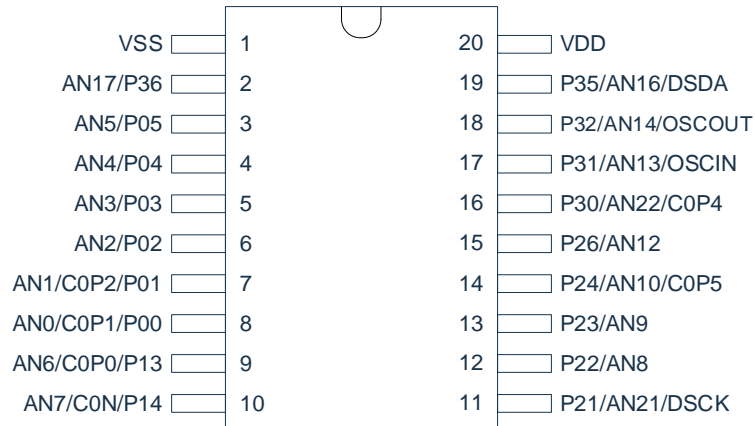 VSS 1 20 VDD
AN17/P36 2 19 P35/AN16/DSDA
AN5/P05 3 18 P32/AN14/OSCOUT
AN4/P04 4 17 P31/AN13/OSCIN
AN3/P03 5 16 P30/AN22/C0P4
AN2/P02 6 15 P26/AN12
AN1/C0P2/P01 7 14 P24/AN10/C0P5
AN0/C0P1/P00 8 13 P23/AN9
AN6/C0P0/P13 9 12 P22/AN8
AN7/C0N/P14 10 11 P21/AN21/DSCK